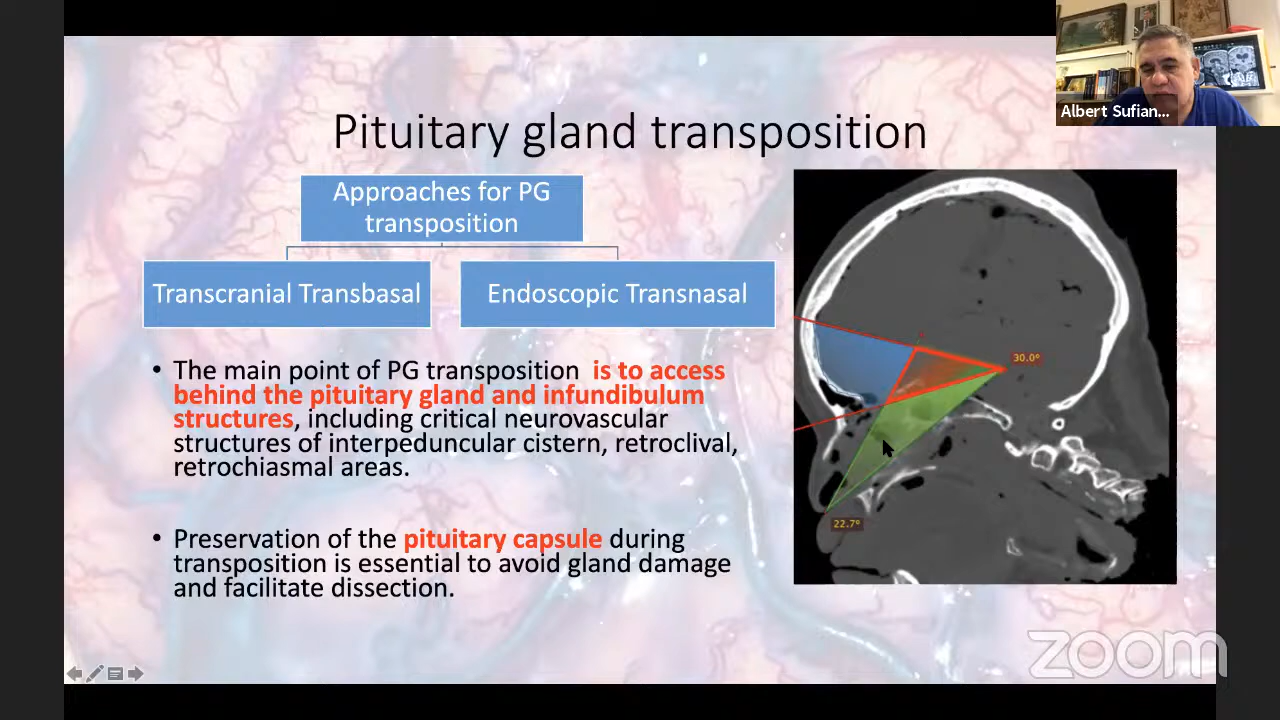 Albert Sufian...
Pituitary gland transposition
Approaches for PG
transposition
Transcranial Transbasal
Endoscopic Transnasal
• The main point of PG transposition is to access
behind the pituitary gland and infundibulum
structures, including critical neurovascular
structures of interpeduncular cistern, retroclival,
retrochiasmal areas.
• Preservation of the pituitary capsule during
transposition is essential to avoid gland damage
and facilitate dissection.
30.0°
22.7°
zoom